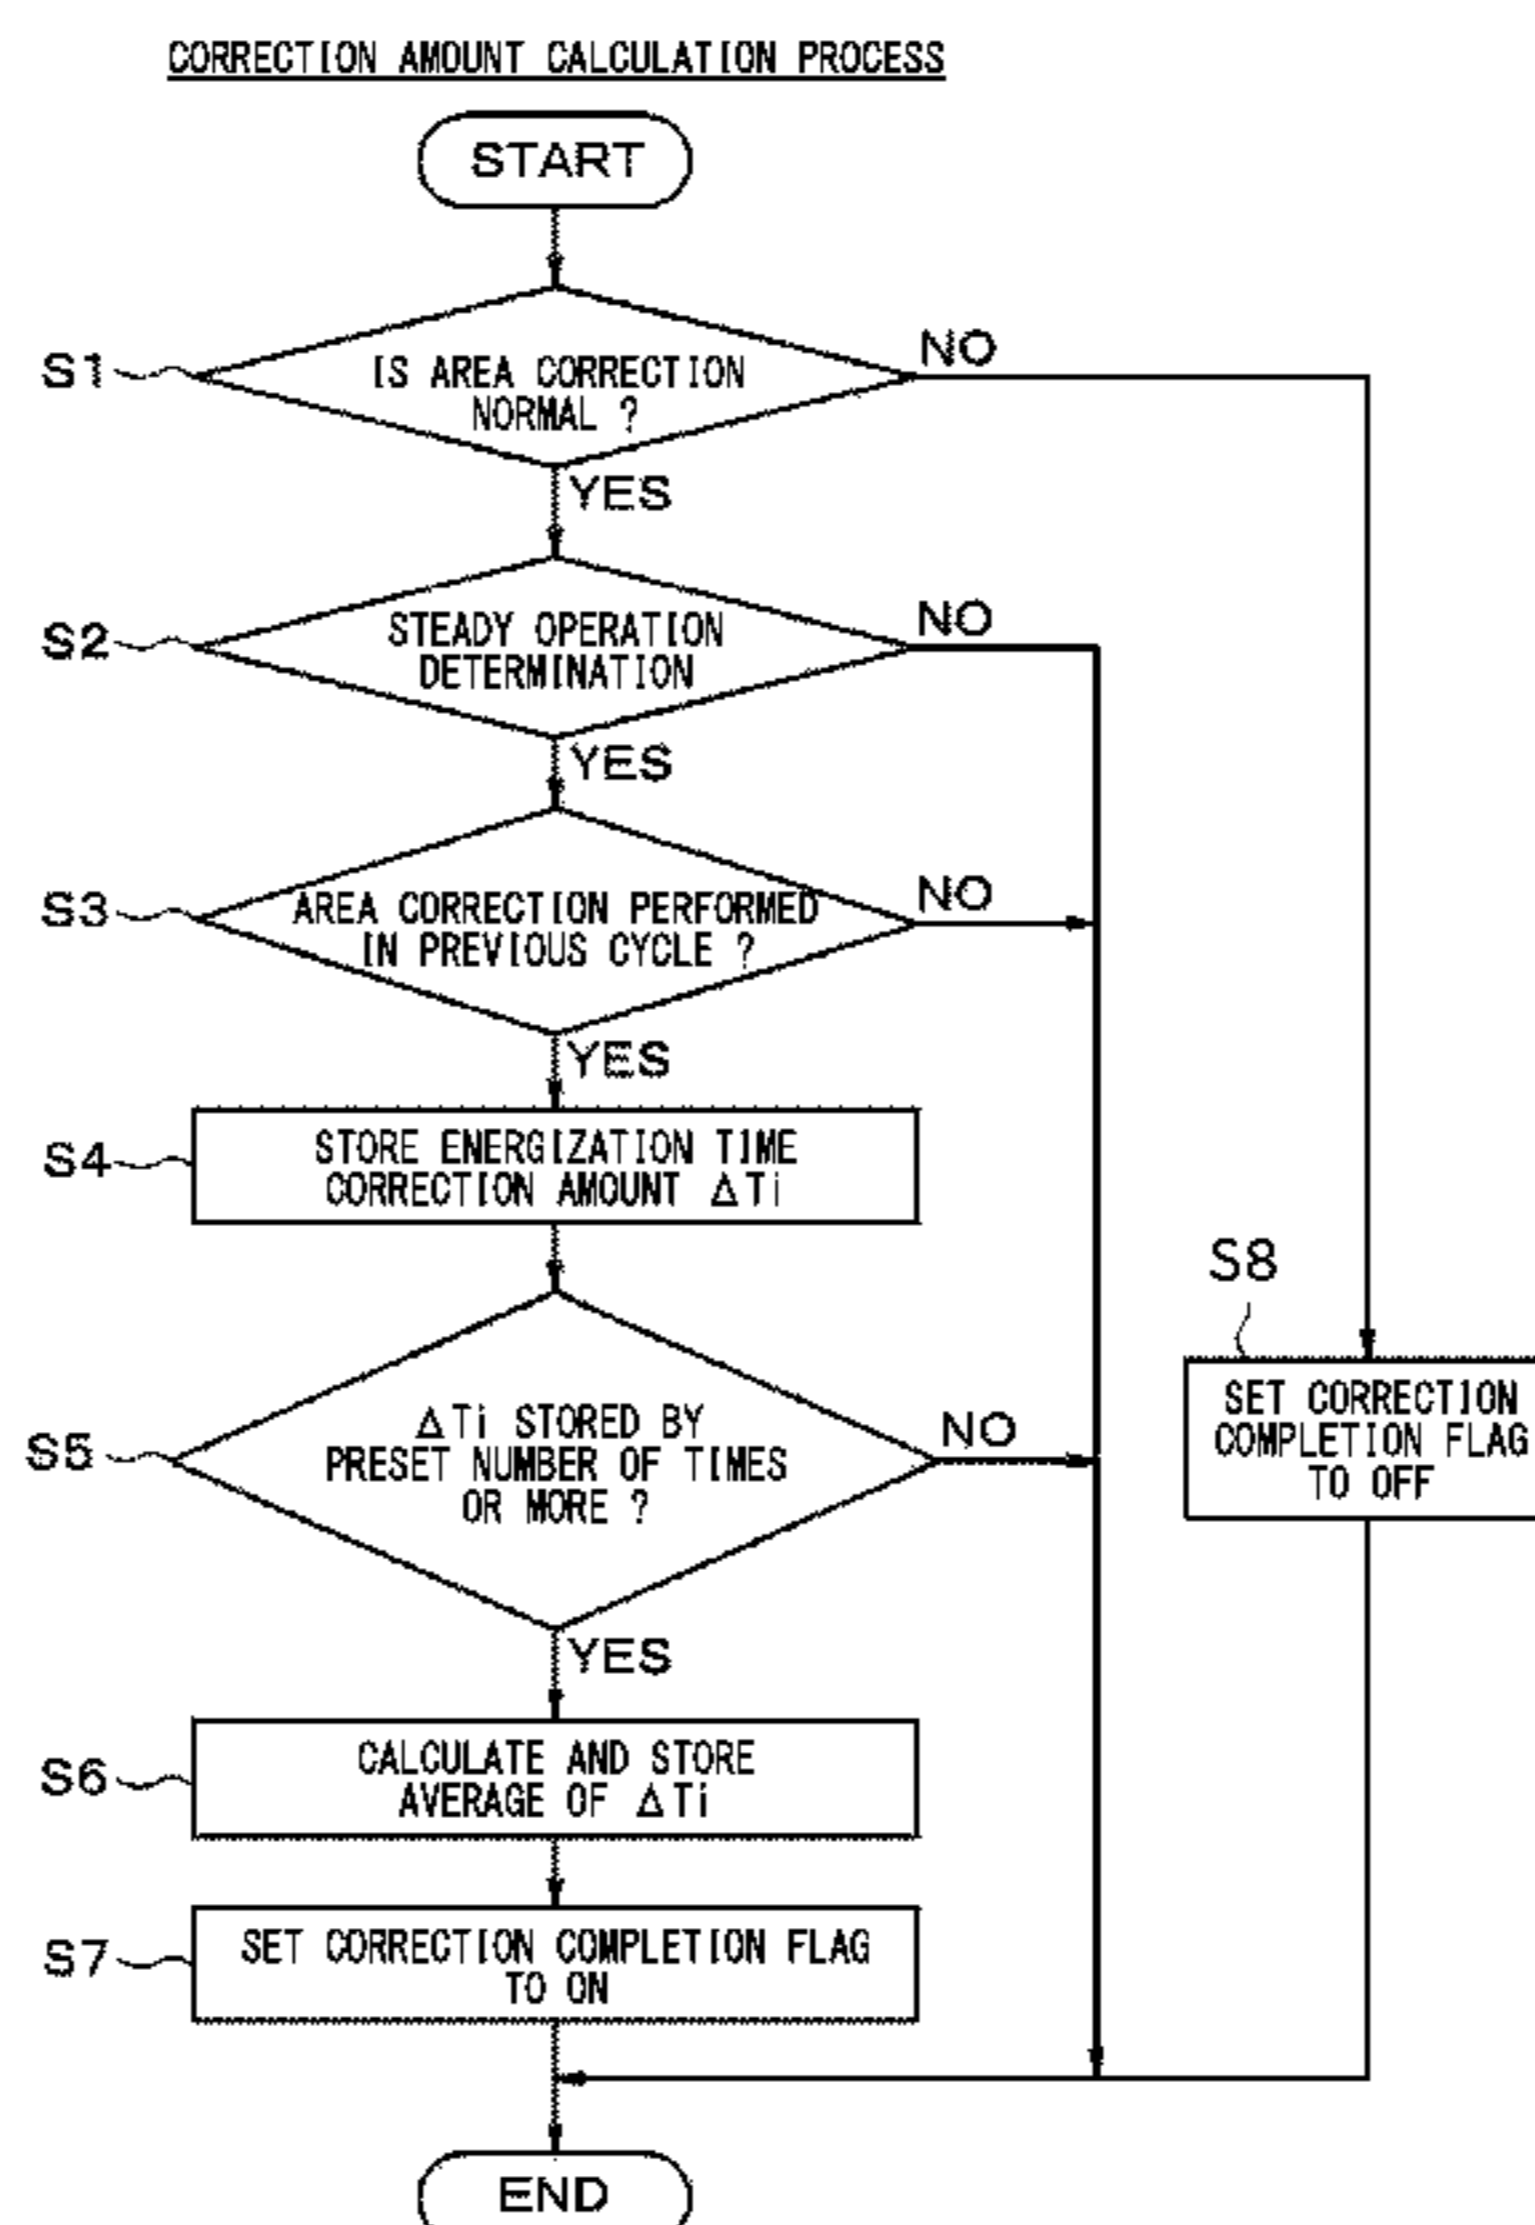 CORRECTION AMOUNT CALCULATION PROCESS
START
S1
IS AREA CORRECTION
NORMAL ?
NO
YES
S2
STEADY OPERATION
DETERMINATION
NO
YES
S3
AREA CORRECTION PERFORMED
IN PREVIOUS CYCLE ?
NO
YES
S4
STORE ENERGIZATION TIME
CORRECTION AMOUNT ΔTi
S8
SET CORRECTION
COMPLETION FLAG
TO OFF
S5
ΔTi STORED BY
PRESET NUMBER OF TIMES
OR MORE ?
NO
YES
S6
CALCULATE AND STORE
AVERAGE OF ΔTi
S7
SET CORRECTION COMPLETION FLAG
TO ON
END